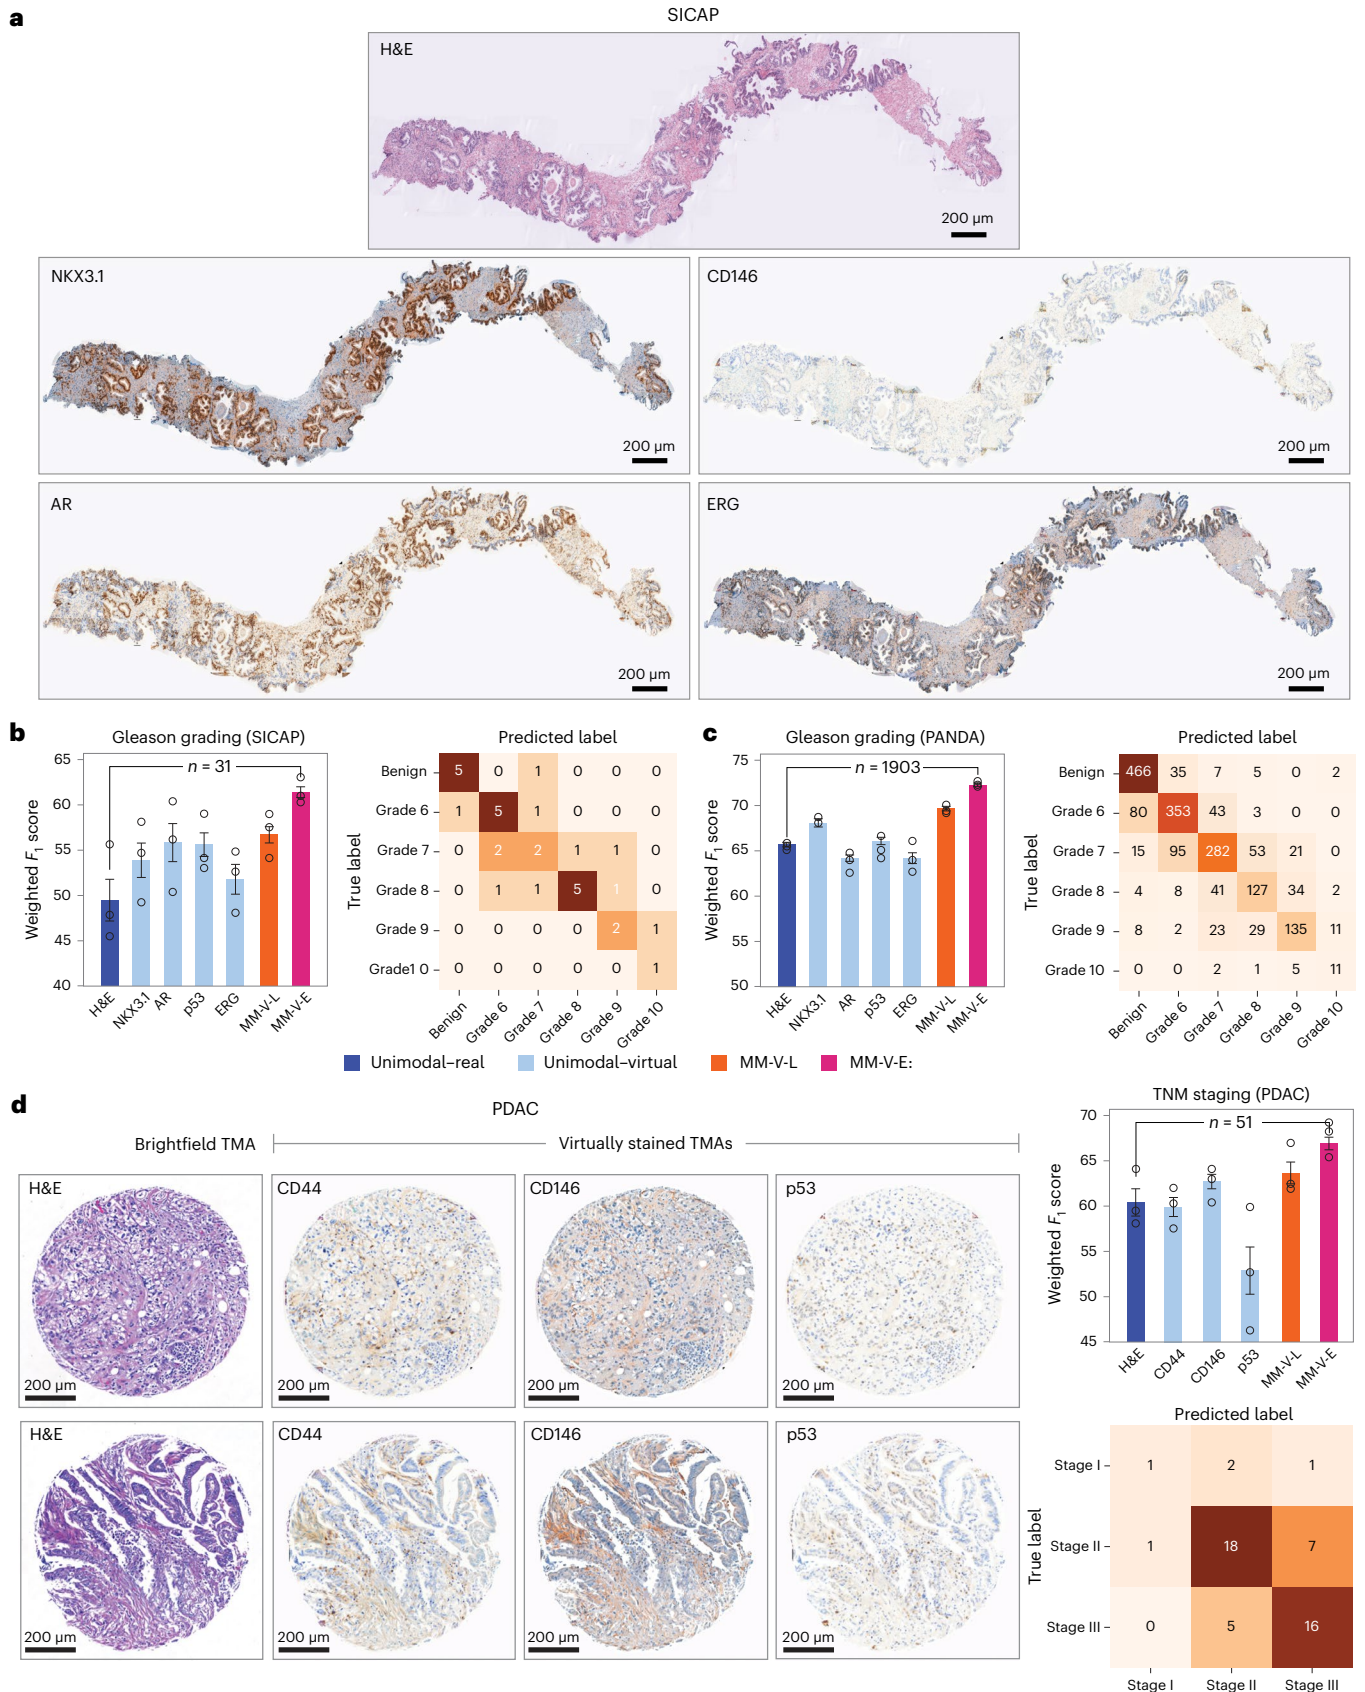 a
SICAP
H&E
200 µm
NKX3.1
200 µm
CD146
200 µm
AR
200 µm
ERG
200 µm
b
Gleason grading (SICAP)
n = 31
Weighted F1 score
65
60
55
50
45
40
H&E
NKX3.1
AR
p53
ERG
MM-V-L
MM-V-E
Predicted label
True label
Benign 5 0 1 0 0 0
Grade 6 1 5 1 0 0 0
Grade 7 0 2 2 1 1 0
Grade 8 0 1 1 5 1 0
Grade 9 0 0 0 0 2 1
Grade1 0 0 0 0 0 0 1
Benign
Grade 6
Grade 7
Grade 8
Grade 9
Grade 10
c
Gleason grading (PANDA)
n = 1903
Weighted F1 score
75
70
65
60
55
50
H&E
NKX3.1
AR
p53
ERG
MM-V-L
MM-V-E
Predicted label
True label
Benign 466 35 7 5 0 2
Grade 6 80 353 43 3 0 0
Grade 7 15 95 282 53 21 0
Grade 8 4 8 41 127 34 2
Grade 9 8 2 23 29 135 11
Grade 10 0 0 2 1 5 11
Benign
Grade 6
Grade 7
Grade 8
Grade 9
Grade 10
Unimodal–real
Unimodal–virtual
MM-V-L
MM-V-E:
d
PDAC
Brightfield TMA
Virtually stained TMAs
H&E
200 µm
CD44
200 µm
CD146
200 µm
p53
200 µm
H&E
200 µm
CD44
200 µm
CD146
200 µm
p53
200 µm
TNM staging (PDAC)
n = 51
Weighted F1 score
70
65
60
55
50
45
H&E
CD44
CD146
p53
MM-V-L
MM-V-E
Predicted label
True label
Stage I 1 2 1
Stage II 1 18 7
Stage III 0 5 16
Stage I
Stage II
Stage III